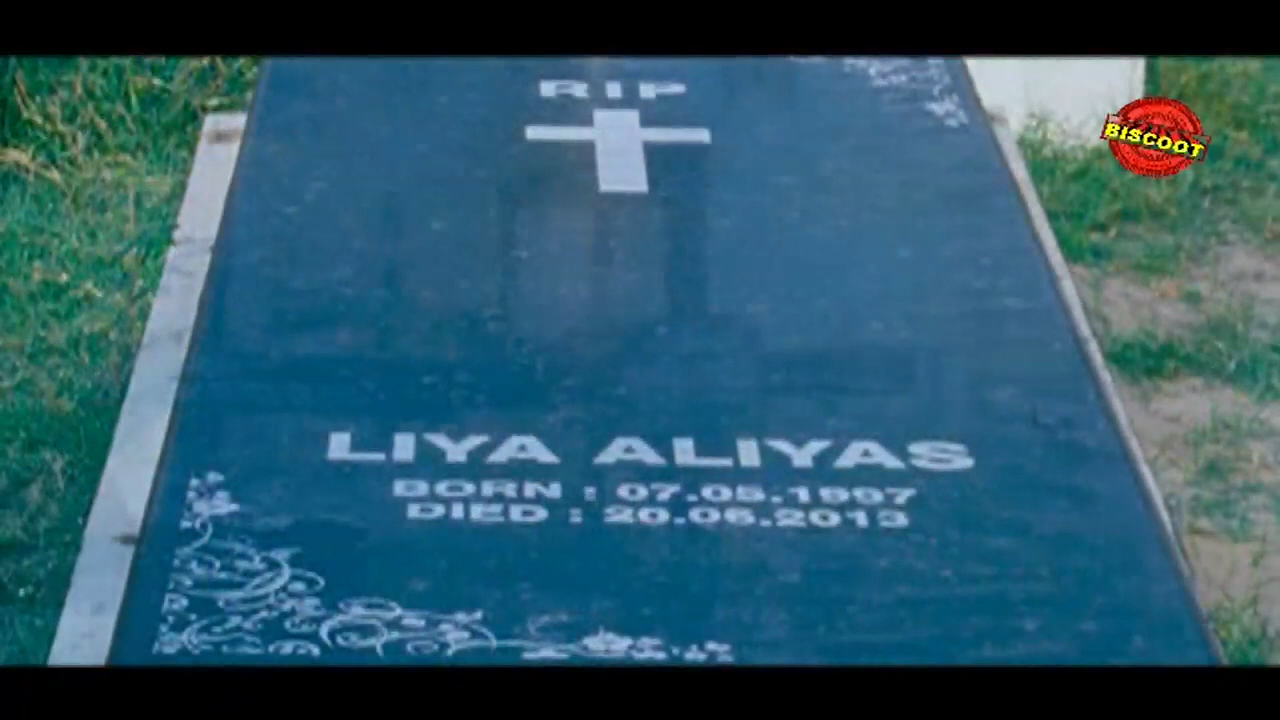 RIP
BISCOOT
LIYA ALIYAS
BORN : 07.05.1997
DIED : 20.06.2013